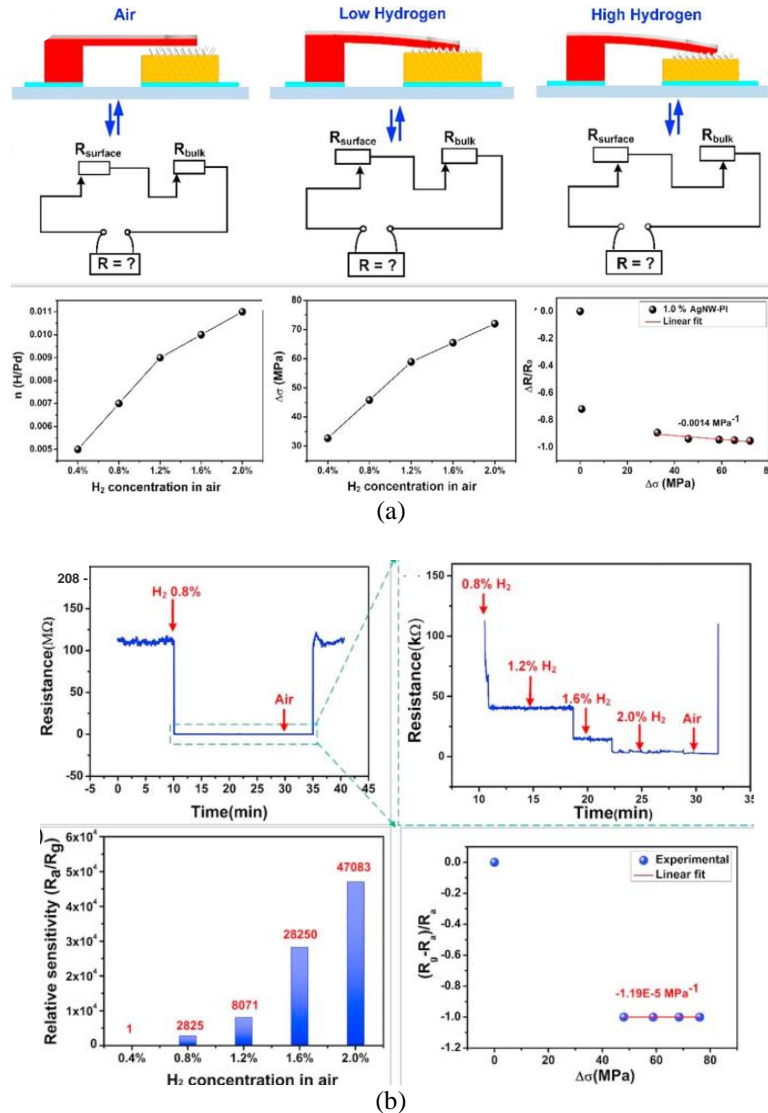 Air
Low Hydrogen
High Hydrogen
Rsurface
Rbulk
R = ?
Rsurface
Rbulk
R = ?
Rsurface
Rbulk
R = ?
n (H/Pd)
0.011
0.010
0.009
0.008
0.007
0.006
0.005
0.4% 0.8% 1.2% 1.6% 2.0%
H2 concentration in air
Δσ (MPa)
80
70
60
50
40
30
0.4% 0.8% 1.2% 1.6% 2.0%
H2 concentration in air
ΔR/R0
0.0
-0.2
-0.4
-0.6
-0.8
-1.0
1.0 % AgNW-PI
Linear fit
-0.0014 MPa-1
0 20 40 60 80
Δσ (MPa)
(a)
Resistance(MΩ)
208 -
150
100
50
0
-50
H2 0.8%
Air
-5 0 5 10 15 20 25 30 35 40 45
Time(min)
Resistance(kΩ)
150
100
50
0
0.8% H2
1.2% H2
1.6% H2
2.0% H2
Air
10 15 20 25 30 35
Time(min)
Relative sensitivity (Ra/Rg)
6x10⁴
5x10⁴
4x10⁴
3x10⁴
2x10⁴
1x10⁴
0
1
2825
8071
28250
47083
0.4% 0.8% 1.2% 1.6% 2.0%
H2 concentration in air
(Rg-Ra)/Ra
0.0
-0.2
-0.4
-0.6
-0.8
-1.0
-1.2
Experimental
Linear fit
-1.19E-5 MPa-1
0 20 40 60 80
Δσ(MPa)
(b)